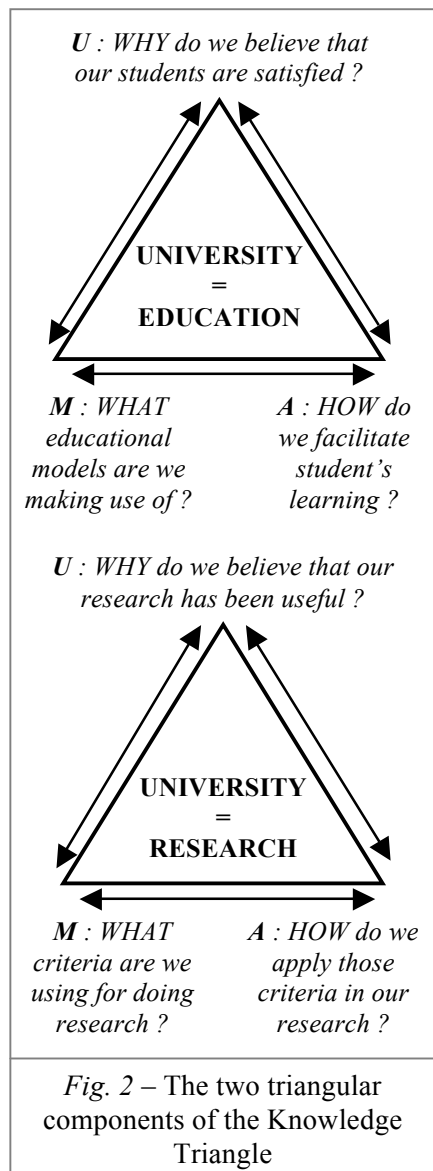 U : WHY do we believe that
our students are satisfied ?
UNIVERSITY
=
EDUCATION
M : WHAT
educational
models are we
making use of ?
A : HOW do
we facilitate
student’s
learning ?
U : WHY do we believe that our
research has been useful ?
UNIVERSITY
=
RESEARCH
M : WHAT
criteria are we
using for doing
research ?
A : HOW do we
apply those
criteria in our
research ?
Fig. 2 – The two triangular
components of the Knowledge
Triangle